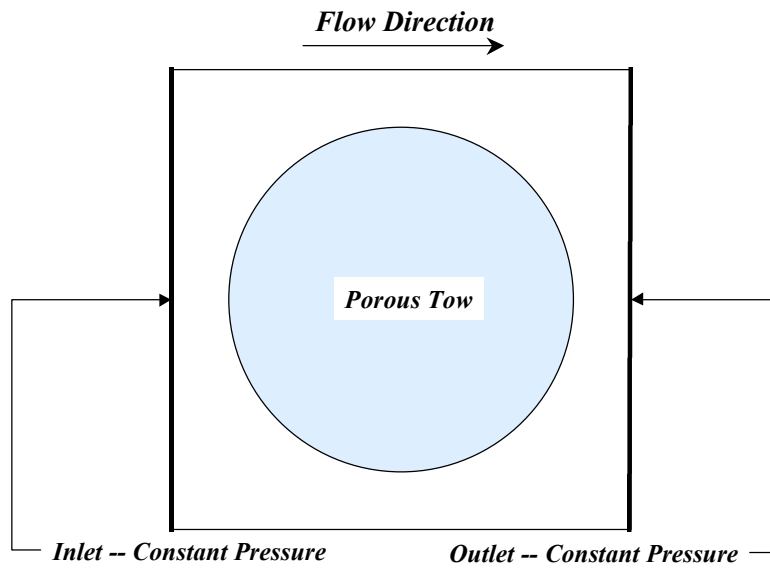 Flow Direction
Porous Tow
Inlet -- Constant Pressure
Outlet -- Constant Pressure